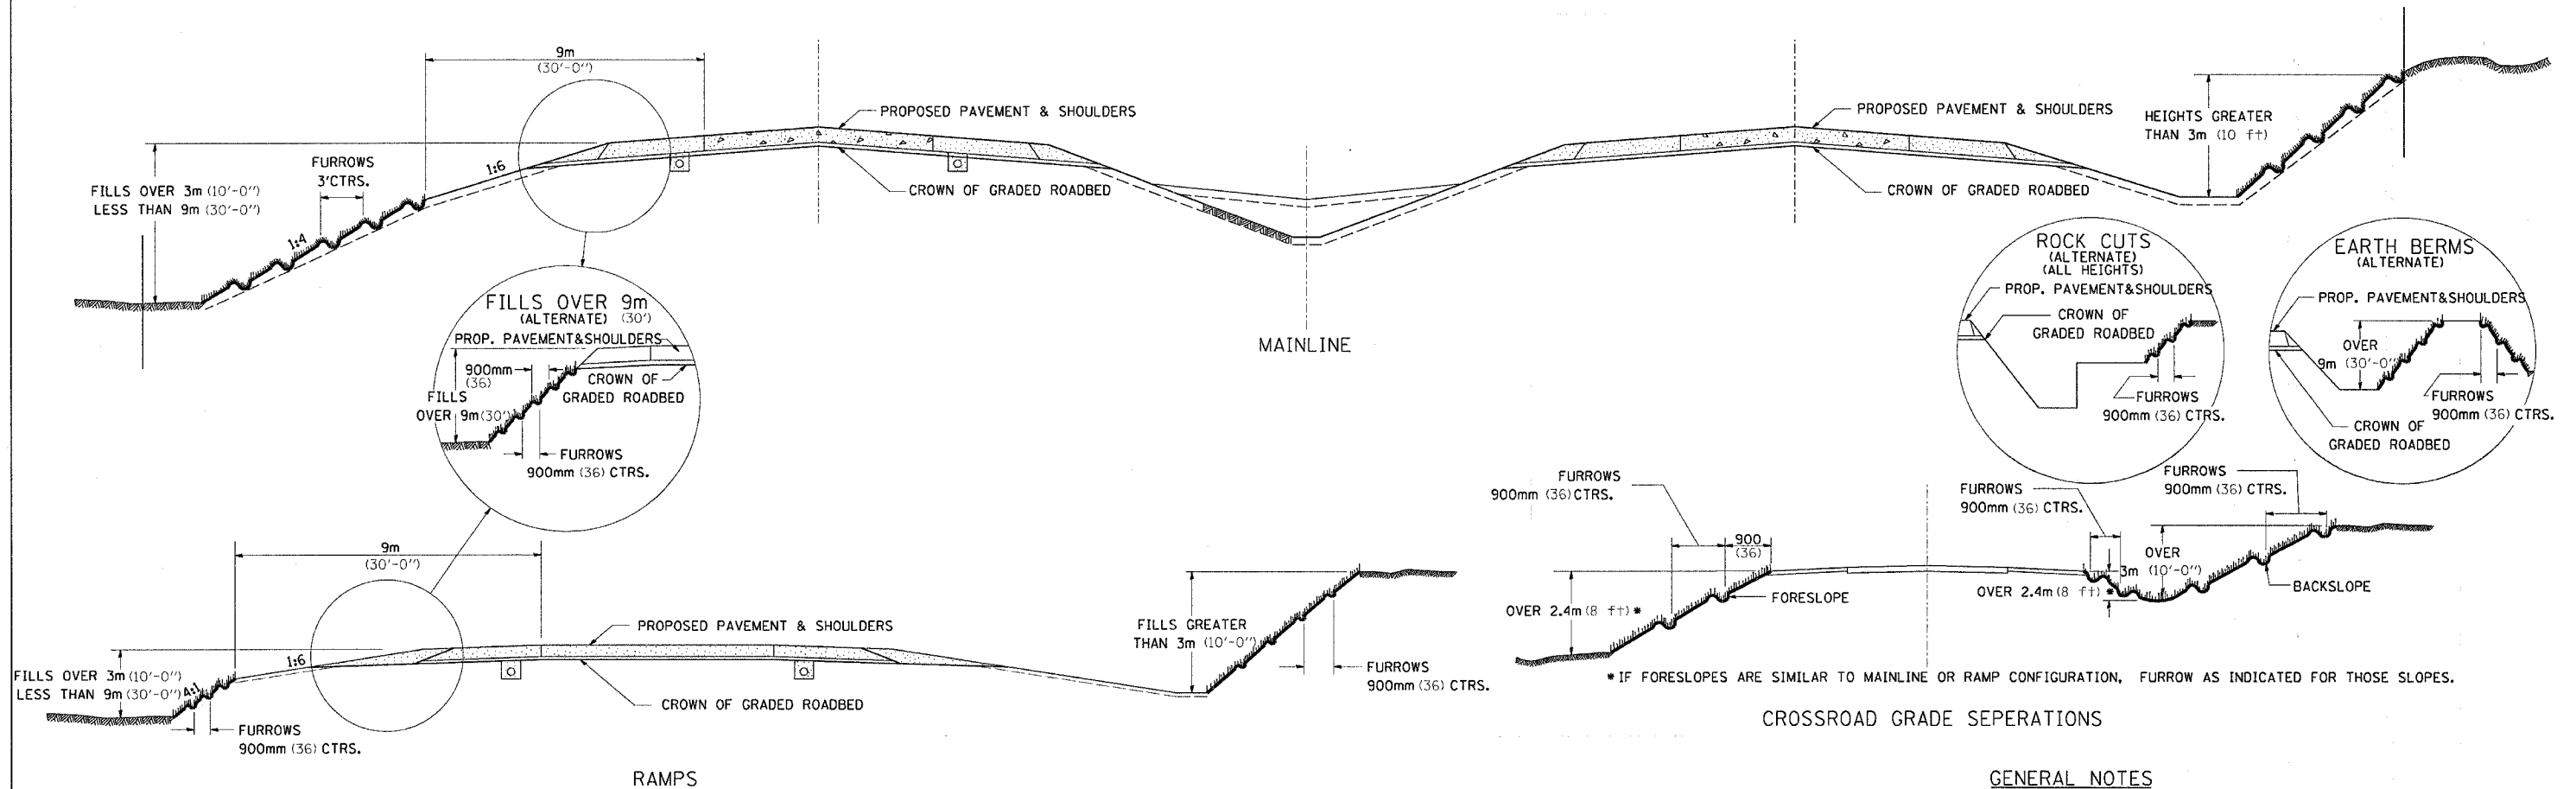 9m
(30'-0")
PROPOSED PAVEMENT & SHOULDERS
CROWN OF GRADED ROADBED
FURROWS
3'CTRS.
1:6
1:4
FILLS OVER 3m (10'-0")
LESS THAN 9m (30'-0")
PROPOSED PAVEMENT & SHOULDERS
CROWN OF GRADED ROADBED
HEIGHTS GREATER
THAN 3m (10 ft)
MAINLINE
FILLS OVER 9m
(ALTERNATE) (30')
PROP. PAVEMENT&SHOULDERS
900mm
(36)
CROWN OF
GRADED ROADBED
FILLS
OVER 9m(30')
FURROWS
900mm (36) CTRS.
ROCK CUTS
(ALTERNATE)
(ALL HEIGHTS)
PROP. PAVEMENT&SHOULDERS
CROWN OF
GRADED ROADBED
FURROWS
900mm (36) CTRS.
EARTH BERMS
(ALTERNATE)
PROP. PAVEMENT&SHOULDERS
OVER
9m (30'-0")
FURROWS
900mm (36) CTRS.
CROWN OF
GRADED ROADBED
9m
(30'-0")
1:6
4:1
FILLS OVER 3m (10'-0")
LESS THAN 9m (30'-0")
FURROWS
900mm (36) CTRS.
PROPOSED PAVEMENT & SHOULDERS
CROWN OF GRADED ROADBED
FILLS GREATER
THAN 3m (10'-0")
FURROWS
900mm (36) CTRS.
RAMPS
FURROWS
900mm (36) CTRS.
900
(36)
OVER 2.4m (8 ft) *
FORESLOPE
FURROWS
900mm (36) CTRS.
FURROWS
900mm (36) CTRS.
OVER
3m (10'-0")
OVER 2.4m (8 ft) *
BACKSLOPE
* IF FORESLOPES ARE SIMILAR TO MAINLINE OR RAMP CONFIGURATION, FURROW AS INDICATED FOR THOSE SLOPES.
CROSSROAD GRADE SEPERATIONS
GENERAL NOTES